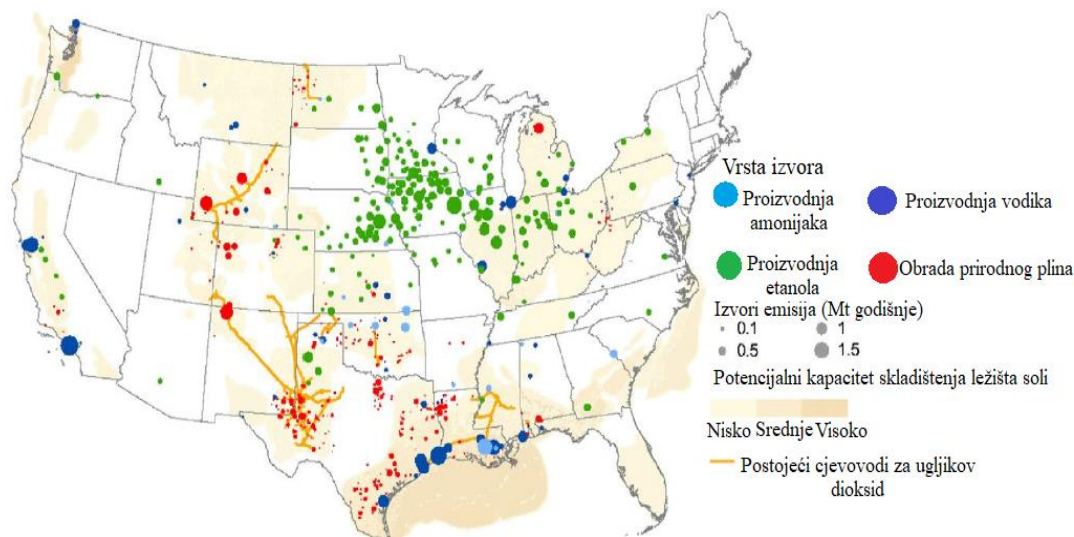 Vrsta izvora
Proizvodnja
amonijaka
Proizvodnja vodika
Proizvodnja
etanola
Obrada prirodnog plina
Izvori emisija (Mt godišnje)
0.1
1
0.5
1.5
Potencijalni kapacitet skladištenja ležišta soli
Nisko Srednje Visoko
Postojeći cjevovodi za ugljikov
dioksid